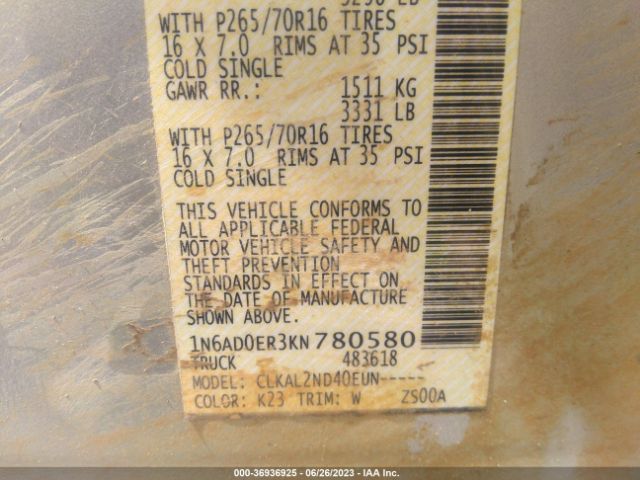 WITH P265/70R16 TIRES
16 X 7.0 RIMS AT 35 PSI
COLD SINGLE
GAWR RR.: 1511 KG
3331 LB
WITH P265/70R16 TIRES
16 X 7.0 RIMS AT 35 PSI
COLD SINGLE
THIS VEHICLE CONFORMS TO
ALL APPLICABLE FEDERAL
MOTOR VEHICLE SAFETY AND
THEFT PREVENTION
STANDARDS IN EFFECT ON
THE DATE OF MANUFACTURE
SHOWN ABOVE.
1N6AD0ER3KN780580
TRUCK 483618
MODEL: CLKAL2ND40EUN-----
COLOR: K23 TRIM: W ZS00A
000-36936925 / 06/26/2023 / IAA Inc.